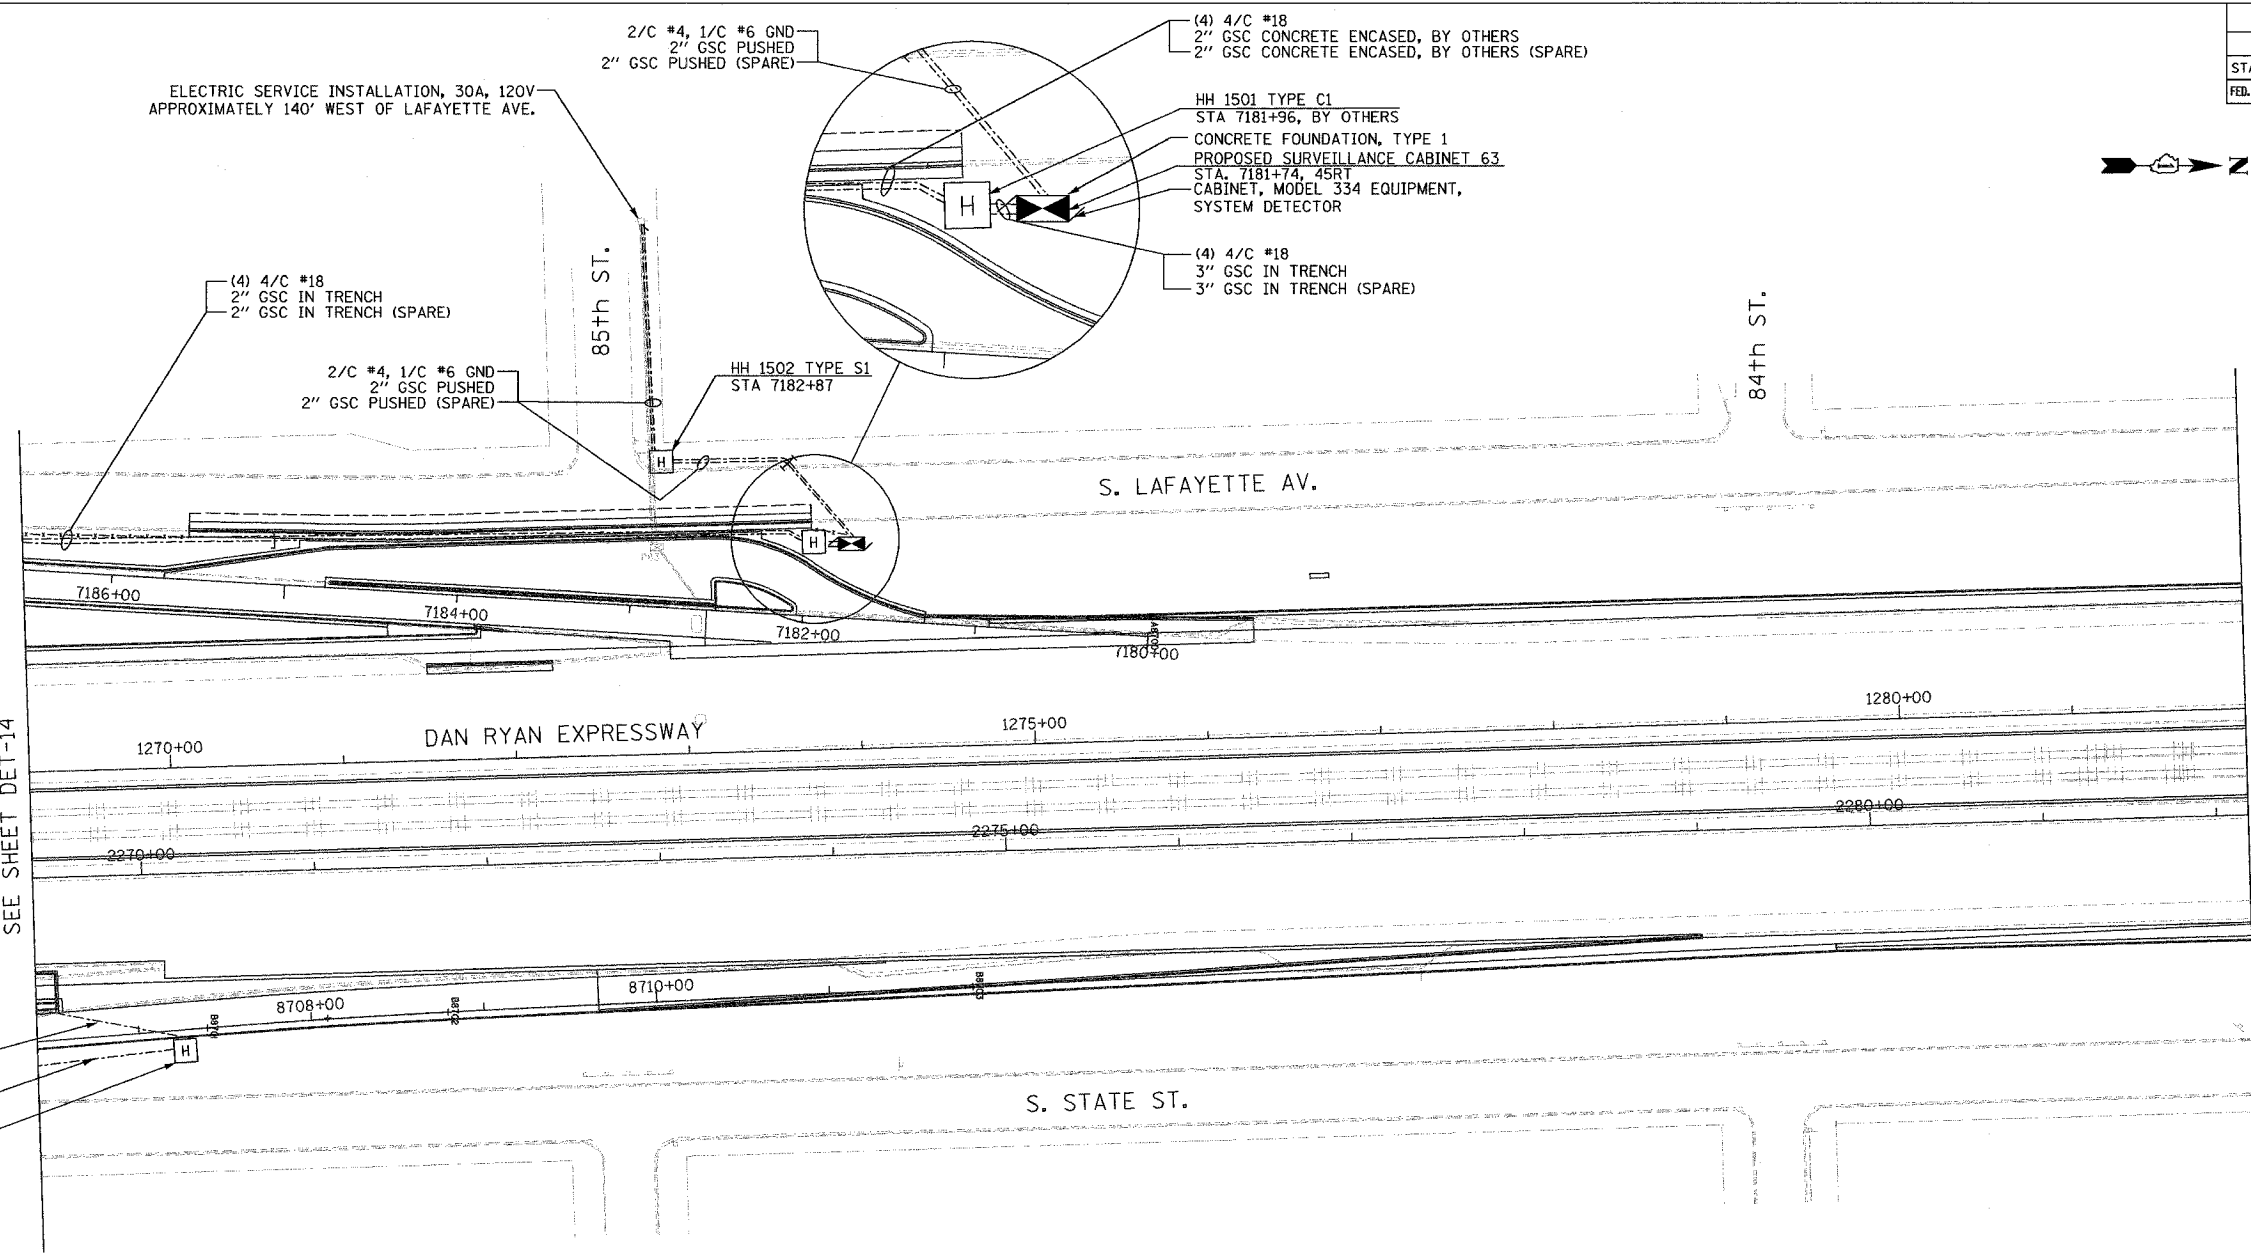 2/C #4, 1/C #6 GND
2" GSC PUSHED
2" GSC PUSHED (SPARE)
(4) 4/C #18
2" GSC CONCRETE ENCASED, BY OTHERS
2" GSC CONCRETE ENCASED, BY OTHERS (SPARE)
STA
FED.
ELECTRIC SERVICE INSTALLATION, 30A, 120V
APPROXIMATELY 140' WEST OF LAFAYETTE AVE.
HH 1501 TYPE C1
STA 7181+96, BY OTHERS
CONCRETE FOUNDATION, TYPE 1
PROPOSED SURVEILLANCE CABINET 63
STA. 7181+74, 45RT
CABINET, MODEL 334 EQUIPMENT,
SYSTEM DETECTOR
Z
H
(4) 4/C #18
3" GSC IN TRENCH
3" GSC IN TRENCH (SPARE)
(4) 4/C #18
2" GSC IN TRENCH
2" GSC IN TRENCH (SPARE)
85th ST.
84th ST.
2/C #4, 1/C #6 GND
2" GSC PUSHED
2" GSC PUSHED (SPARE)
HH 1502 TYPE S1
STA 7182+87
H
S. LAFAYETTE AV.
H
7186+00
7184+00
7182+00
7180+00
SEE SHEET DET-14
DAN RYAN EXPRESSWAY
1270+00
1275+00
1280+00
2270+00
2275+00
2280+00
8708+00
8710+00
B8702
B8703
H
S. STATE ST.